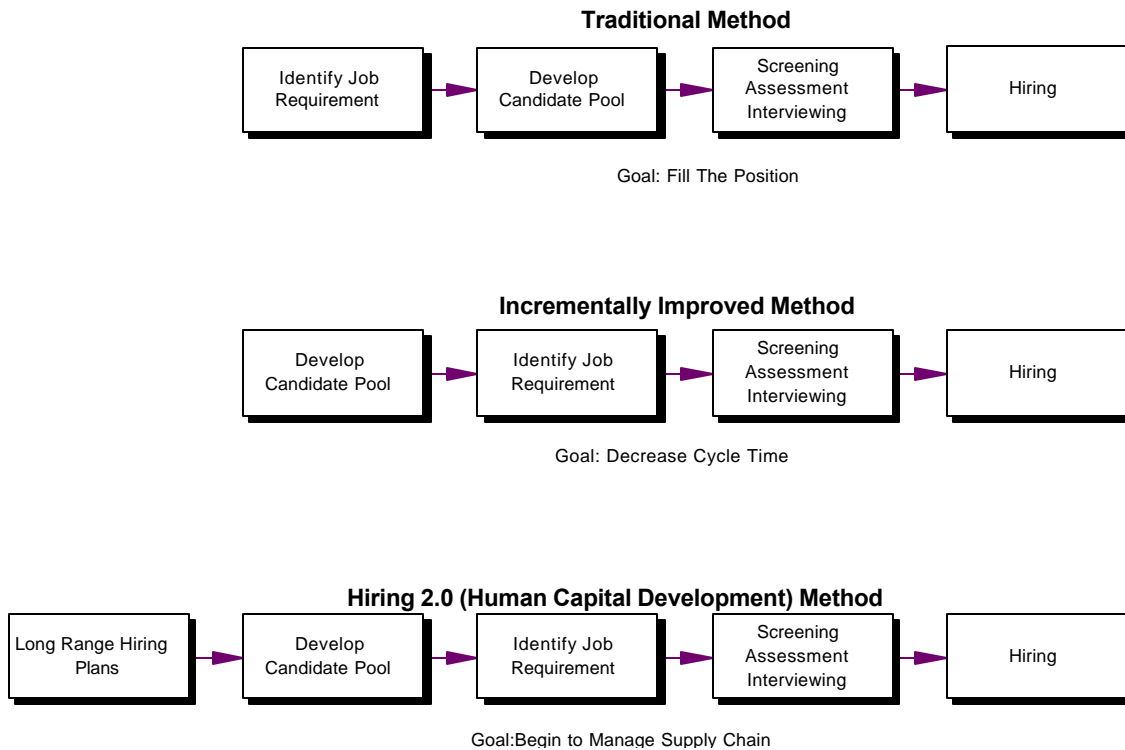 Traditional Method
Identify Job
Requirement
Develop
Candidate Pool
Screening
Assessment
Interviewing
Hiring
Goal: Fill The Position
Incrementally Improved Method
Develop
Candidate Pool
Identify Job
Requirement
Screening
Assessment
Interviewing
Hiring
Goal: Decrease Cycle Time
Hiring 2.0 (Human Capital Development) Method
Long Range Hiring
Plans
Develop
Candidate Pool
Identify Job
Requirement
Screening
Assessment
Interviewing
Hiring
Goal:Begin to Manage Supply Chain